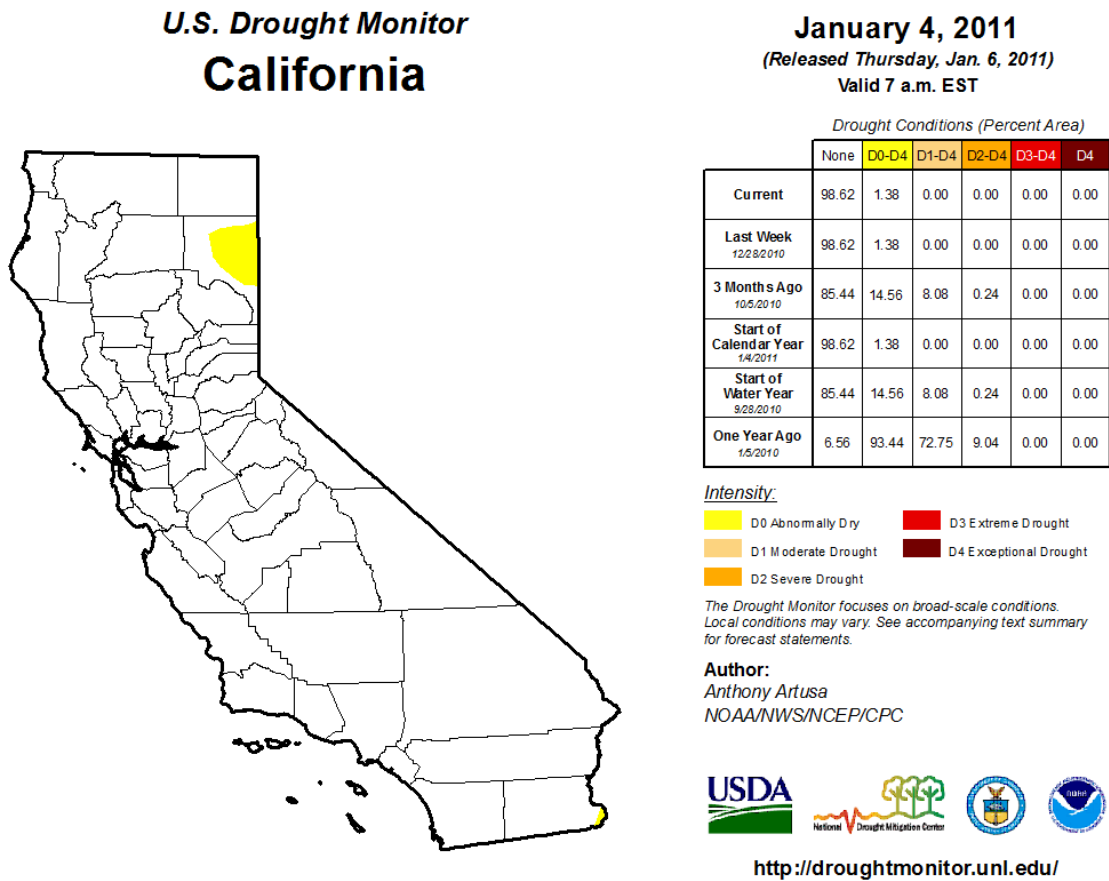 U.S. Drought Monitor
California
January 4, 2011
(Released Thursday, Jan. 6, 2011)
Valid 7 a.m. EST
Drought Conditions (Percent Area)
None D0-D4 D1-D4 D2-D4 D3-D4 D4
Current 98.62 1.38 0.00 0.00 0.00 0.00
Last Week
12/28/2010
98.62 1.38 0.00 0.00 0.00 0.00
3 Months Ago
10/5/2010
85.44 14.56 8.08 0.24 0.00 0.00
Start of
Calendar Year
1/4/2011
98.62 1.38 0.00 0.00 0.00 0.00
Start of
Water Year
9/28/2010
85.44 14.56 8.08 0.24 0.00 0.00
One Year Ago
1/5/2010
6.56 93.44 72.75 9.04 0.00 0.00
Intensity:
D0 Abnormally Dry
D1 Moderate Drought
D2 Severe Drought
D3 Extreme Drought
D4 Exceptional Drought
The Drought Monitor focuses on broad-scale conditions.
Local conditions may vary. See accompanying text summary
for forecast statements.
Author:
Anthony Artusa
NOAA/NWS/NCEP/CPC
USDA
National Drought Mitigation Center
NOAA
http://droughtmonitor.unl.edu/